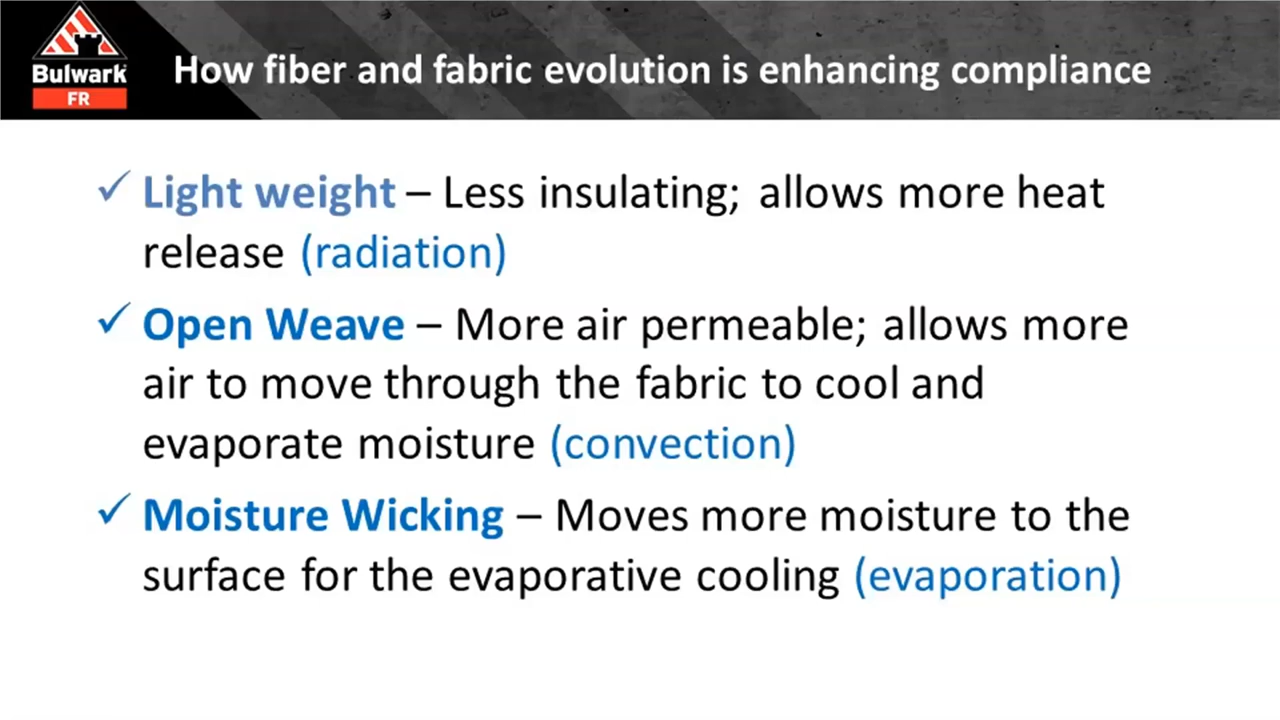 Bulwark
FR
How fiber and fabric evolution is enhancing compliance
✓ Light weight – Less insulating; allows more heat
release (radiation)
✓ Open Weave – More air permeable; allows more
air to move through the fabric to cool and
evaporate moisture (convection)
✓ Moisture Wicking – Moves more moisture to the
surface for the evaporative cooling (evaporation)